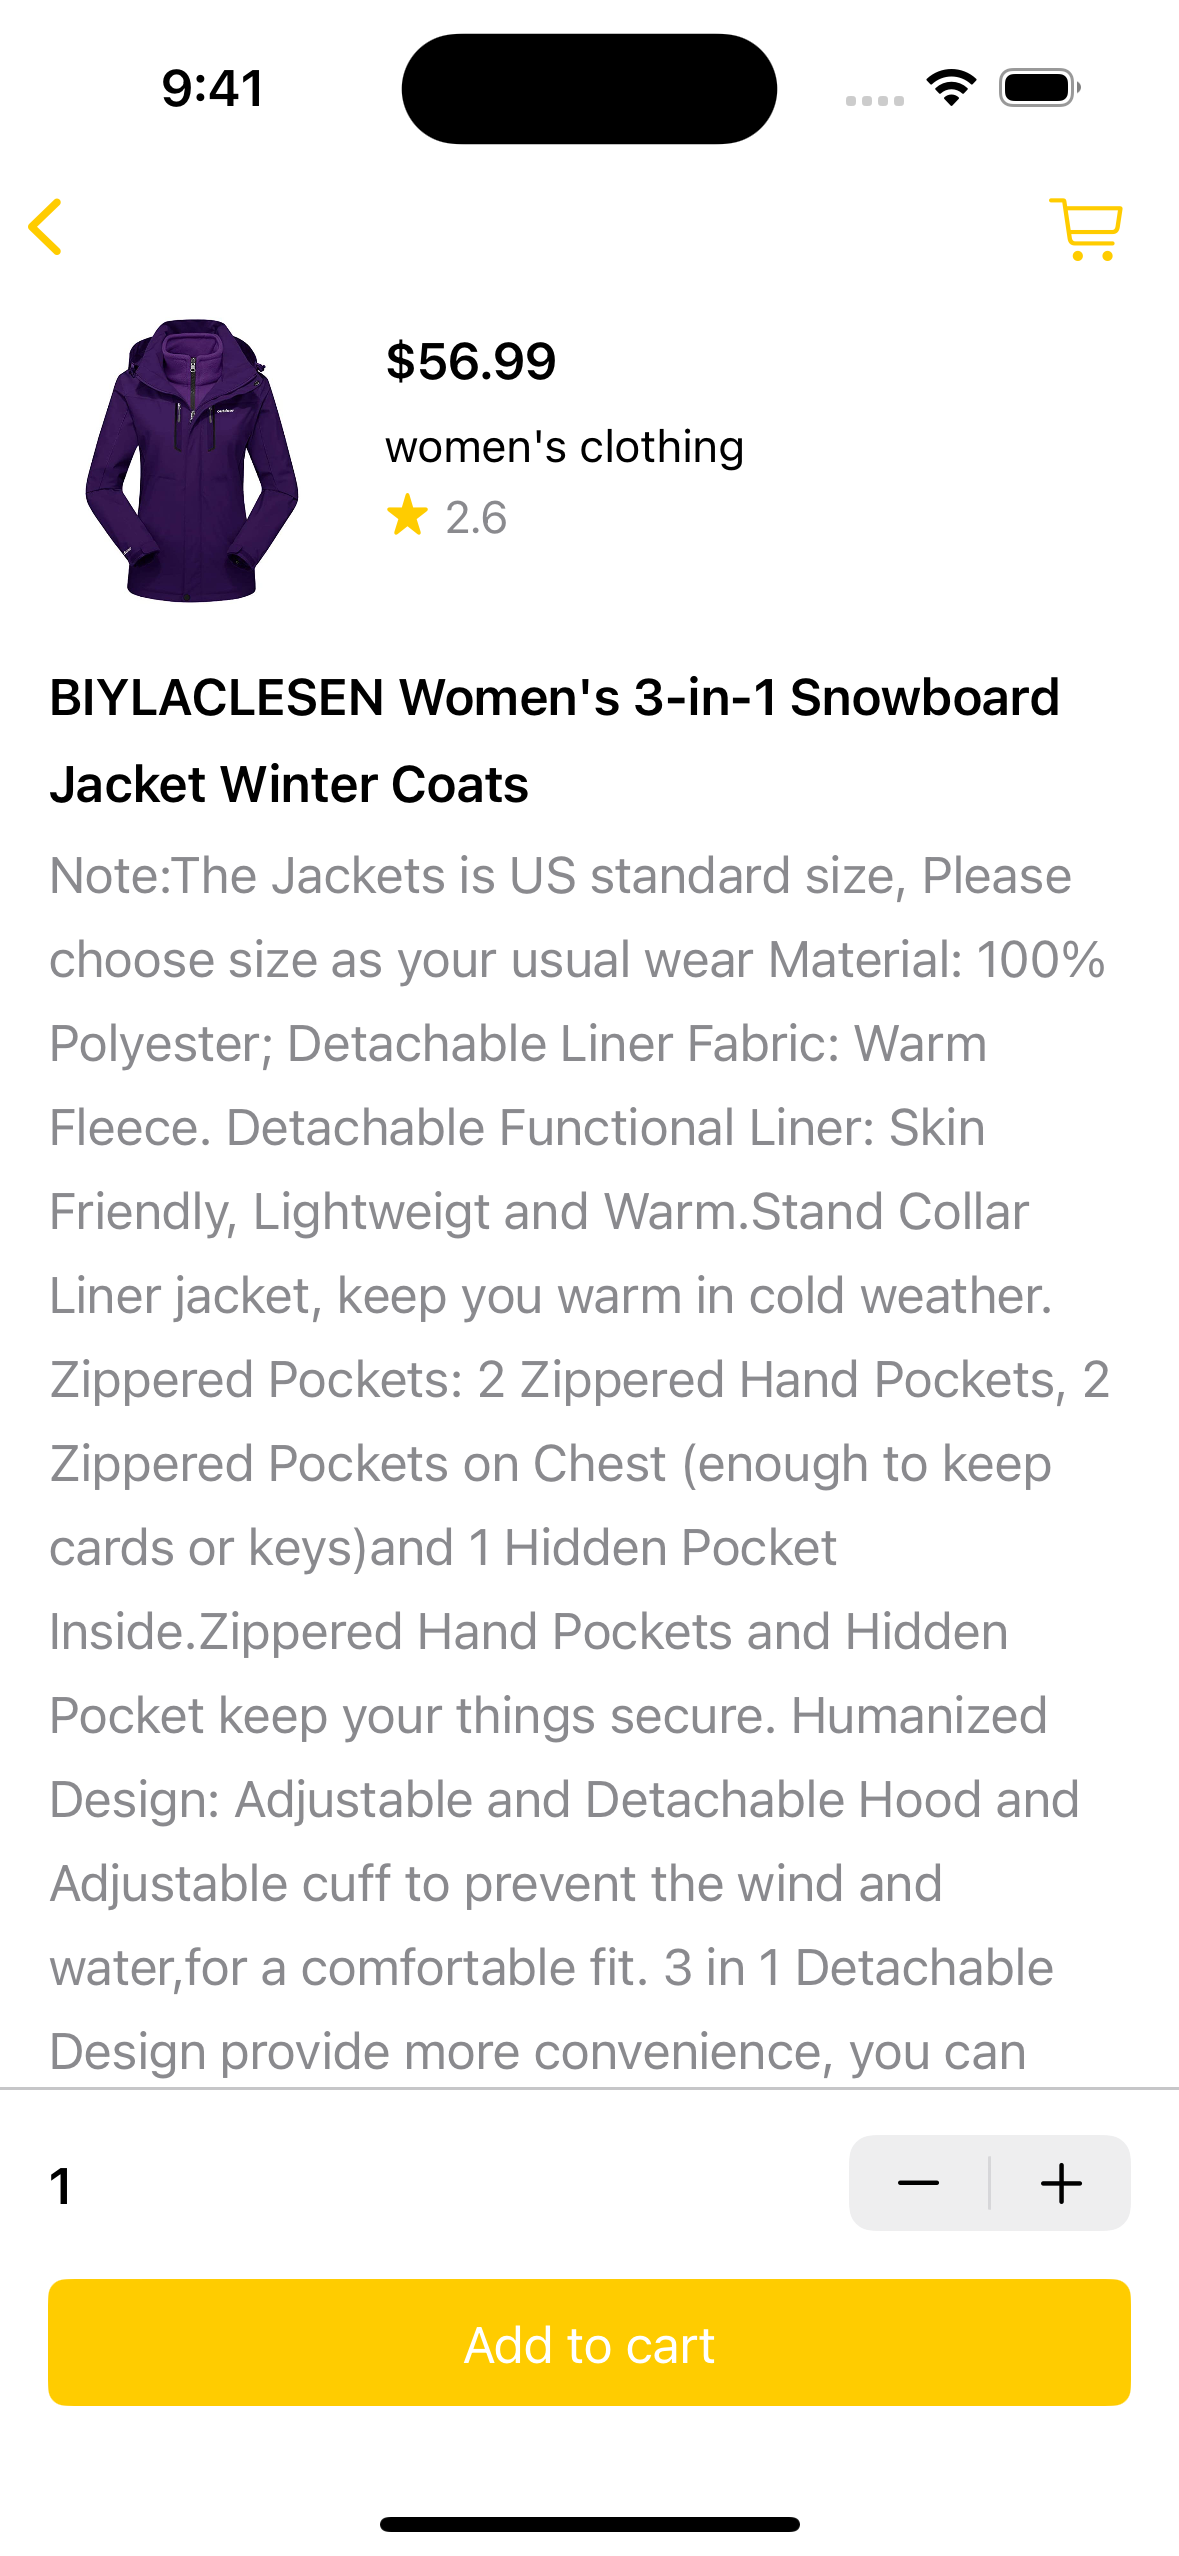 9:41
$56.99
women's clothing
2.6
BIYLACLESEN Women's 3-in-1 Snowboard
Jacket Winter Coats
Note:The Jackets is US standard size, Please
choose size as your usual wear Material: 100%
Polyester; Detachable Liner Fabric: Warm
Fleece. Detachable Functional Liner: Skin
Friendly, Lightweigt and Warm.Stand Collar
Liner jacket, keep you warm in cold weather.
Zippered Pockets: 2 Zippered Hand Pockets, 2
Zippered Pockets on Chest (enough to keep
cards or keys)and 1 Hidden Pocket
Inside.Zippered Hand Pockets and Hidden
Pocket keep your things secure. Humanized
Design: Adjustable and Detachable Hood and
Adjustable cuff to prevent the wind and
water,for a comfortable fit. 3 in 1 Detachable
Design provide more convenience, you can
1
Add to cart